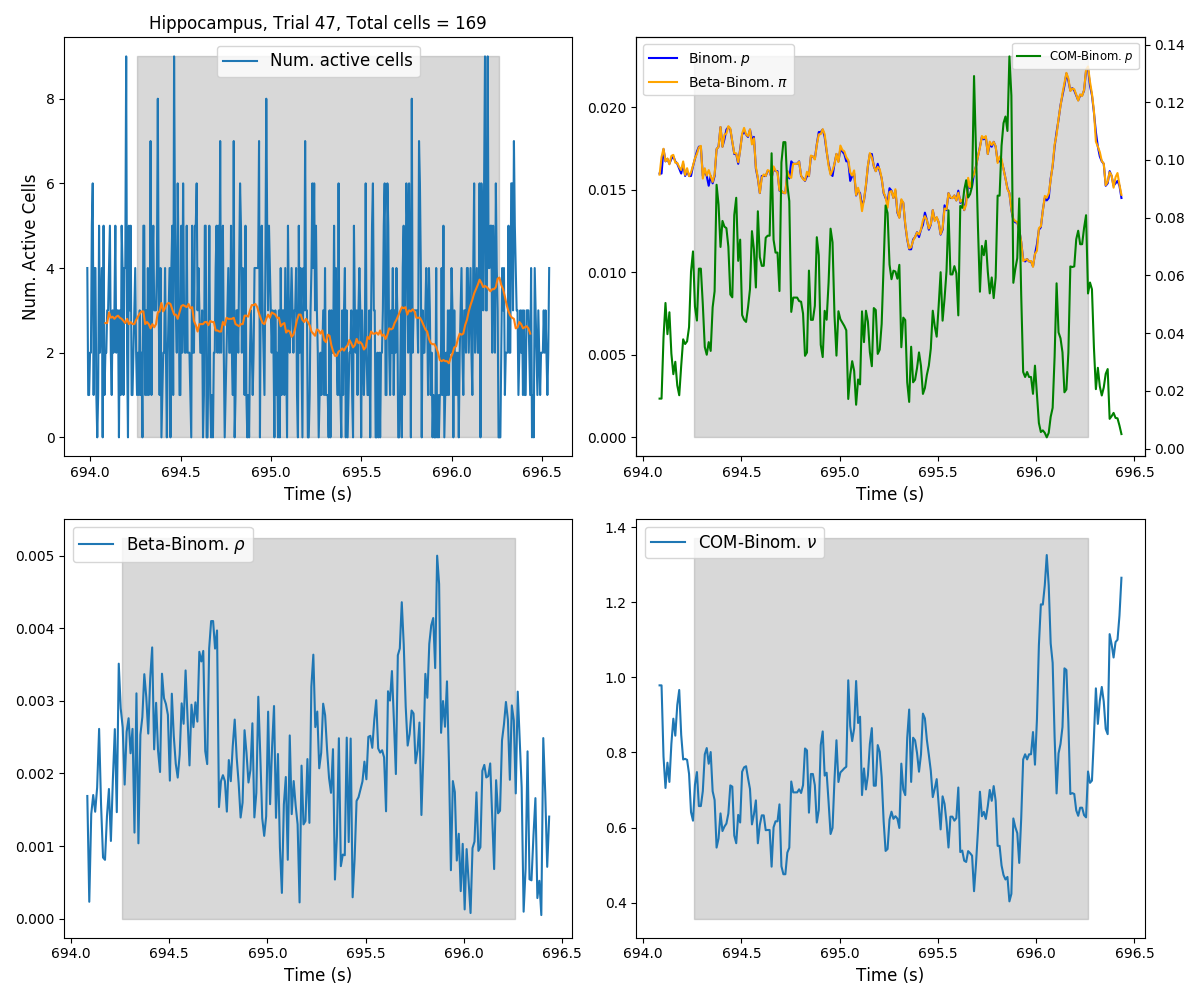 Hippocampus, Trial 47, Total cells = 169
Num. active cells
Num. Active Cells
8
6
4
2
0
694.0 694.5 695.0 695.5 696.0 696.5
Time (s)
Binom. p
Beta-Binom. π
COM-Binom. p
0.020
0.015
0.010
0.005
0.000
0.14
0.12
0.10
0.08
0.06
0.04
0.02
0.00
694.0 694.5 695.0 695.5 696.0 696.5
Time (s)
Beta-Binom. ρ
0.005
0.004
0.003
0.002
0.001
0.000
694.0 694.5 695.0 695.5 696.0 696.5
Time (s)
COM-Binom. ν
1.4
1.2
1.0
0.8
0.6
0.4
694.0 694.5 695.0 695.5 696.0 696.5
Time (s)